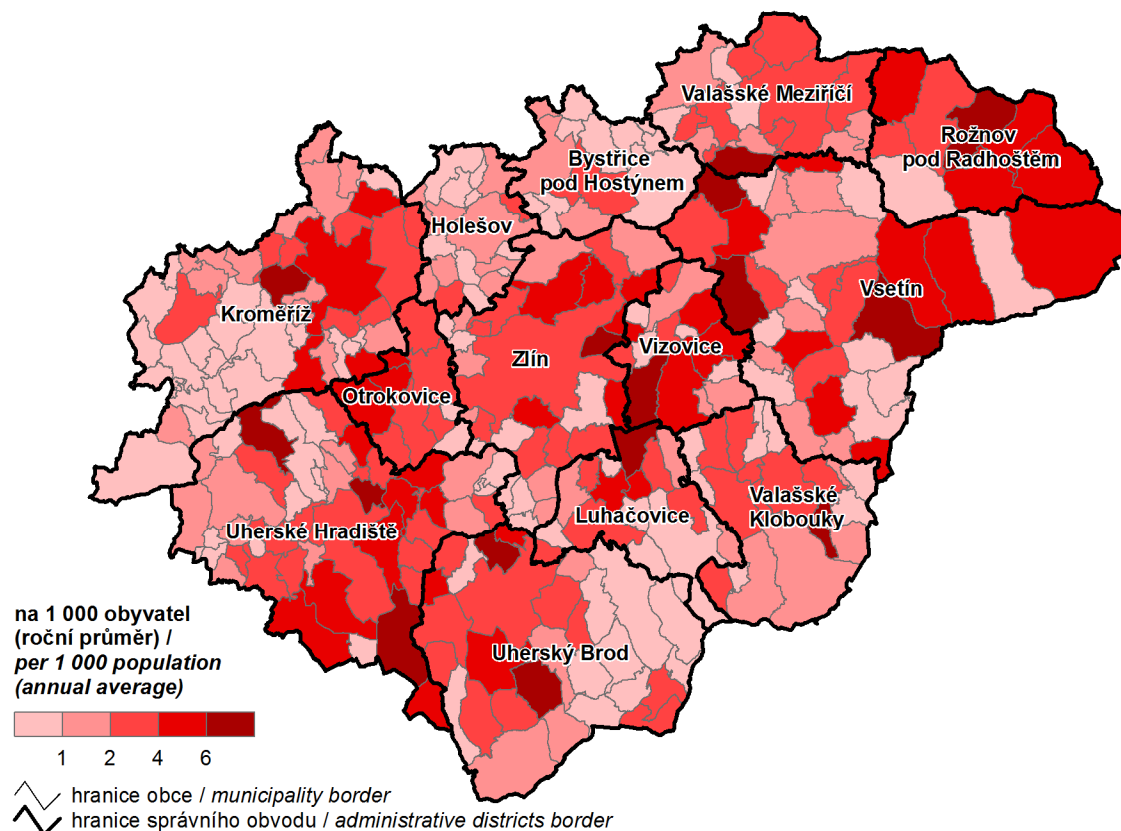 Valašské Meziříčí
Rožnov
pod Radhoštěm
Bystřice
pod Hostýnem
Holešov
Vsetín
Kroměříž
Zlín
Vizovice
Otrokovice
Valašské
Klobouky
Luhačovice
Uherské Hradiště
Uherský Brod
na 1 000 obyvatel
(roční průměr) /
per 1 000 population
(annual average)
1 2 4 6
hranice obce / municipality border
hranice správního obvodu / administrative districts border